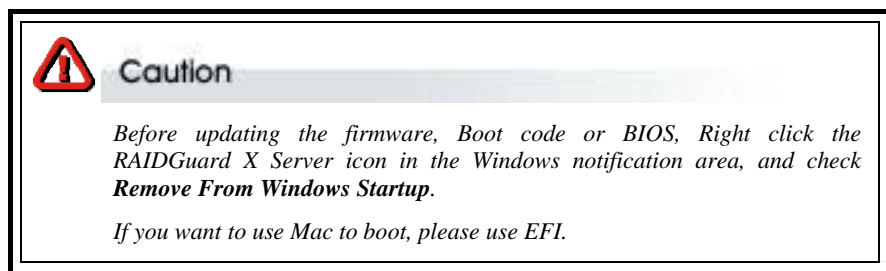 Caution
Before updating the firmware, Boot code or BIOS, Right click the
RAIDGuard X Server icon in the Windows notification area, and check
Remove From Windows Startup.
If you want to use Mac to boot, please use EFI.